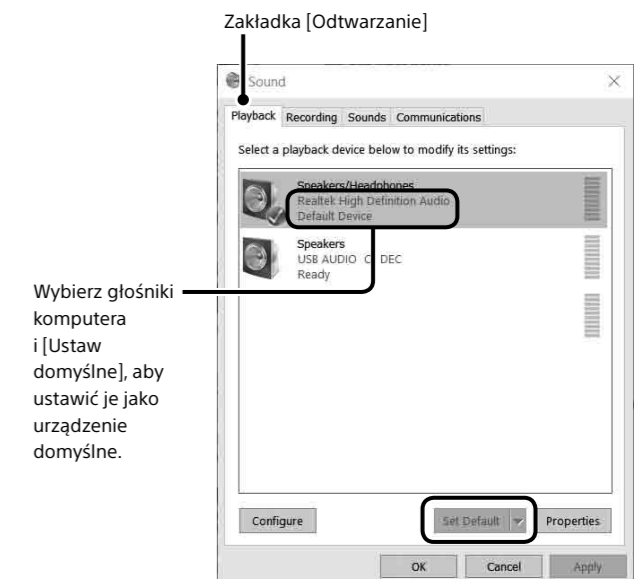 Zakładka [Odtwarzanie]
Sound
Playback Recording Sounds Communications
Select a playback device below to modify its settings:
Speakers/Headphones
Realtek High Definition Audio
Default Device
Speakers
USB AUDIO C DEC
Ready
Wybierz głośniki
komputera
i [Ustaw
domyślne], aby
ustawić je jako
urządzenie
domyślne.
Configure Set Default Properties
OK Cancel Apply